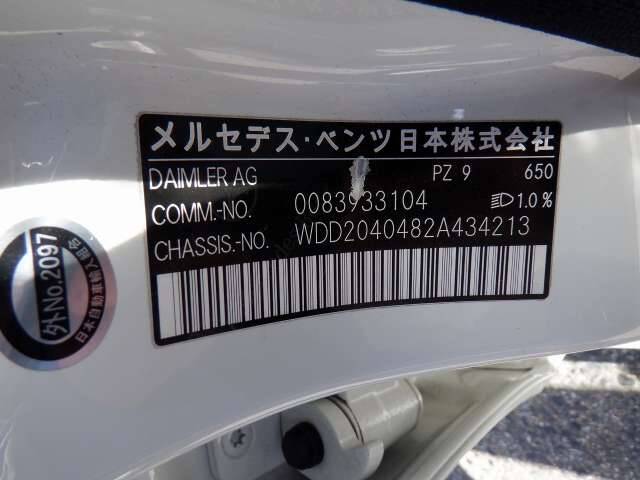 メルセデス・ベンツ日本株式会社
DAIMLER AG PZ 9 650
COMM.-NO. 0083933104 1.0%
CHASSIS.-NO. WDD2040482A434213
外No.2097
日本自動車輸入組合